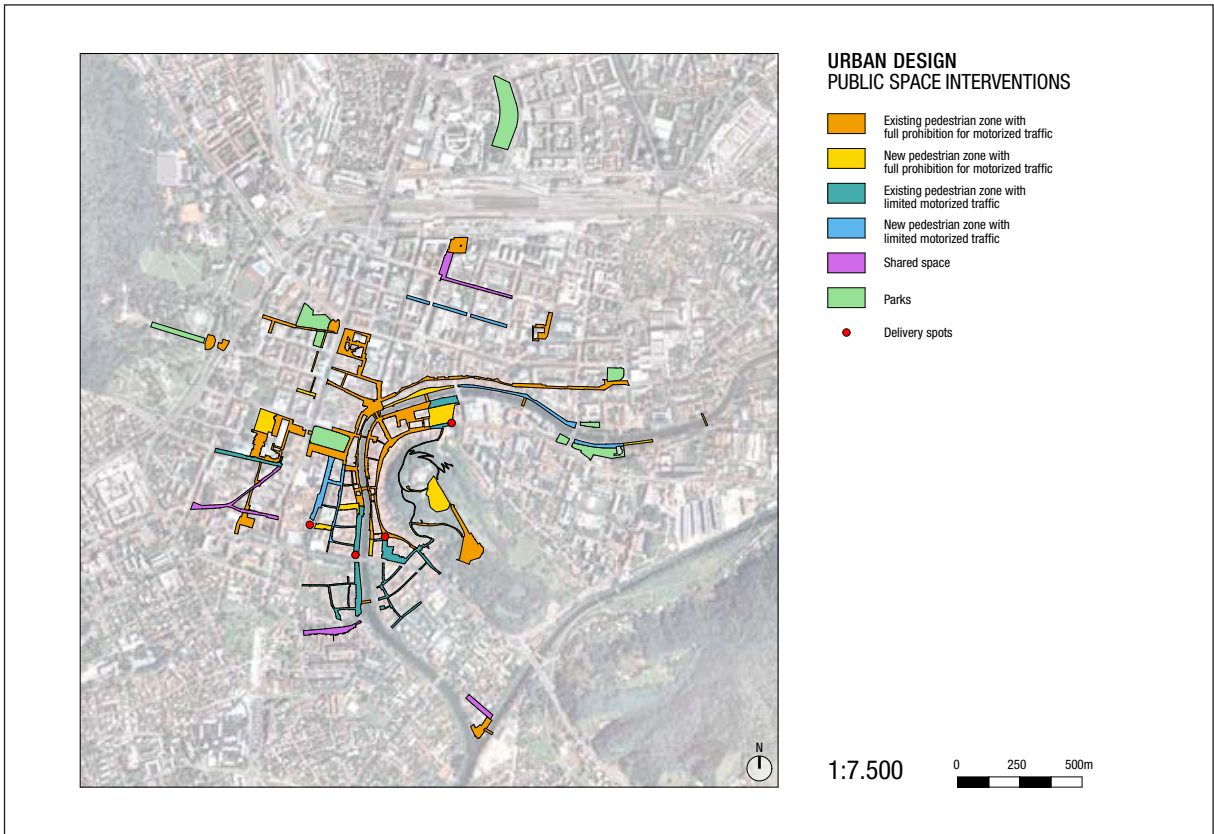 URBAN DESIGN
PUBLIC SPACE INTERVENTIONS
Existing pedestrian zone with
full prohibition for motorized traffic
New pedestrian zone with
full prohibition for motorized traffic
Existing pedestrian zone with
limited motorized traffic
New pedestrian zone with
limited motorized traffic
Shared space
Parks
Delivery spots
N
1:7.500
0 250 500m